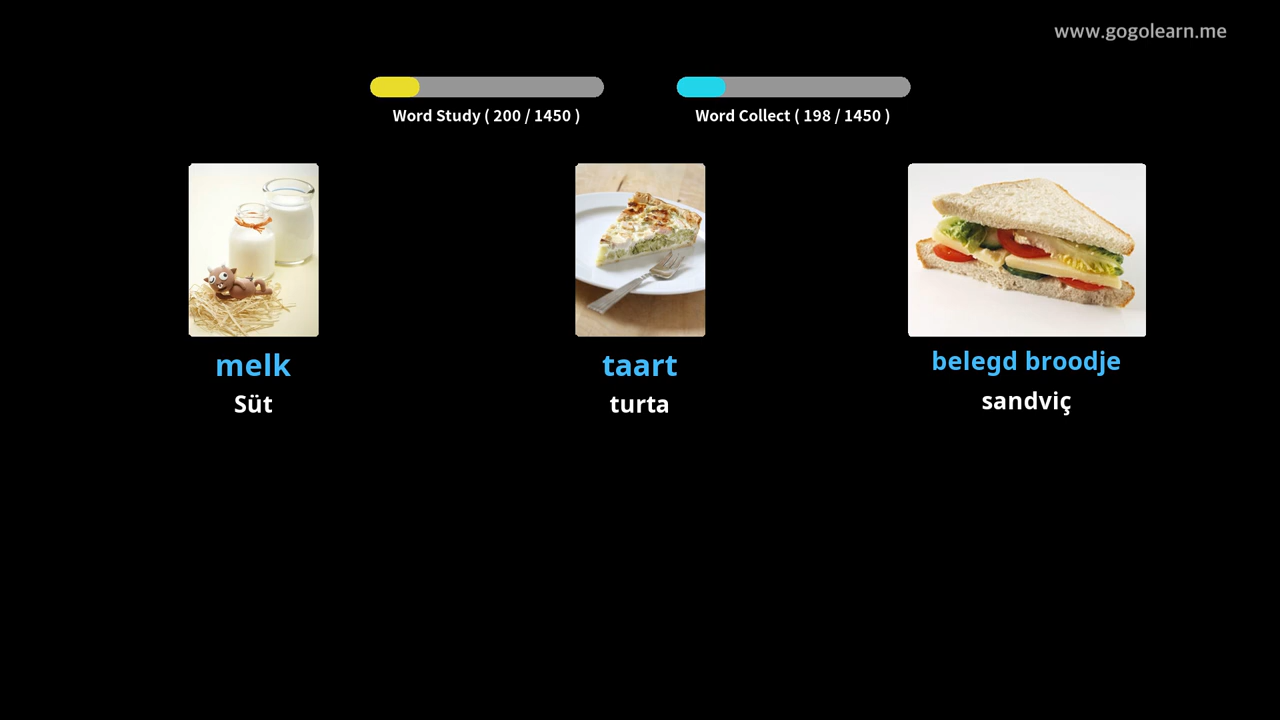 www.gogolearn.me
Word Study ( 200 / 1450 )
Word Collect ( 198 / 1450 )
melk
Süt
taart
turta
belegd broodje
sandviç